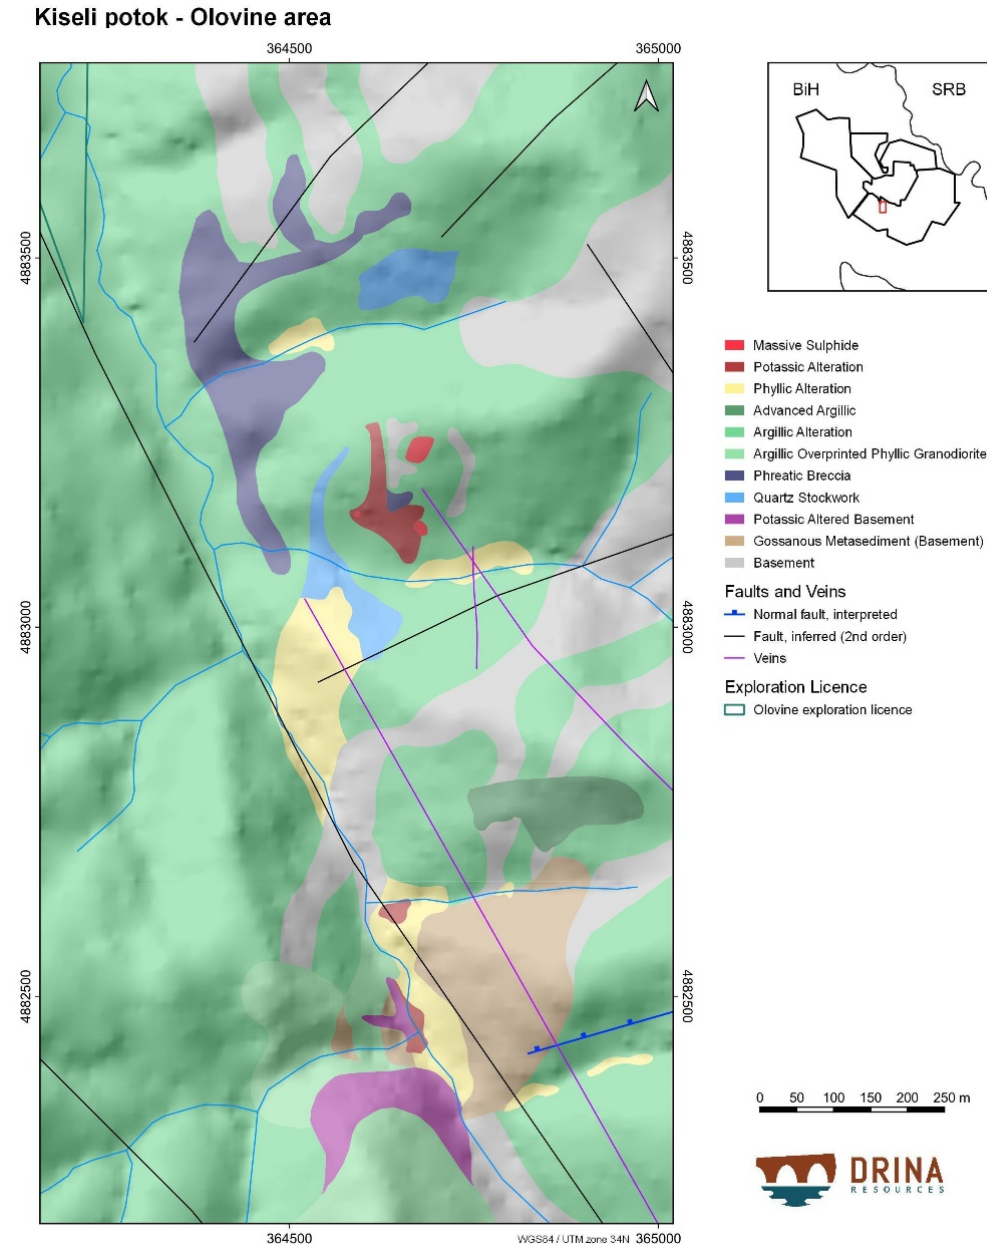 Kiseli potok - Olovine area
364500
365000
BiH
SRB
4883500
4883500
Massive Sulphide
Potassic Alteration
Phyllic Alteration
Advanced Argillic
Argillic Alteration
Argillic Overprinted Phyllic Granodiorite
Phreatic Breccia
Quartz Stockwork
Potassic Altered Basement
Gossanous Metasediment (Basement)
Basement
Faults and Veins
Normal fault, interpreted
Fault, inferred (2nd order)
Veins
Exploration Licence
Olovine exploration licence
4883000
4883000
4882500
4882500
0 50 100 150 200 250 m
DRINA
RESOURCES
364500
WGS84 / UTM zone 34N
365000